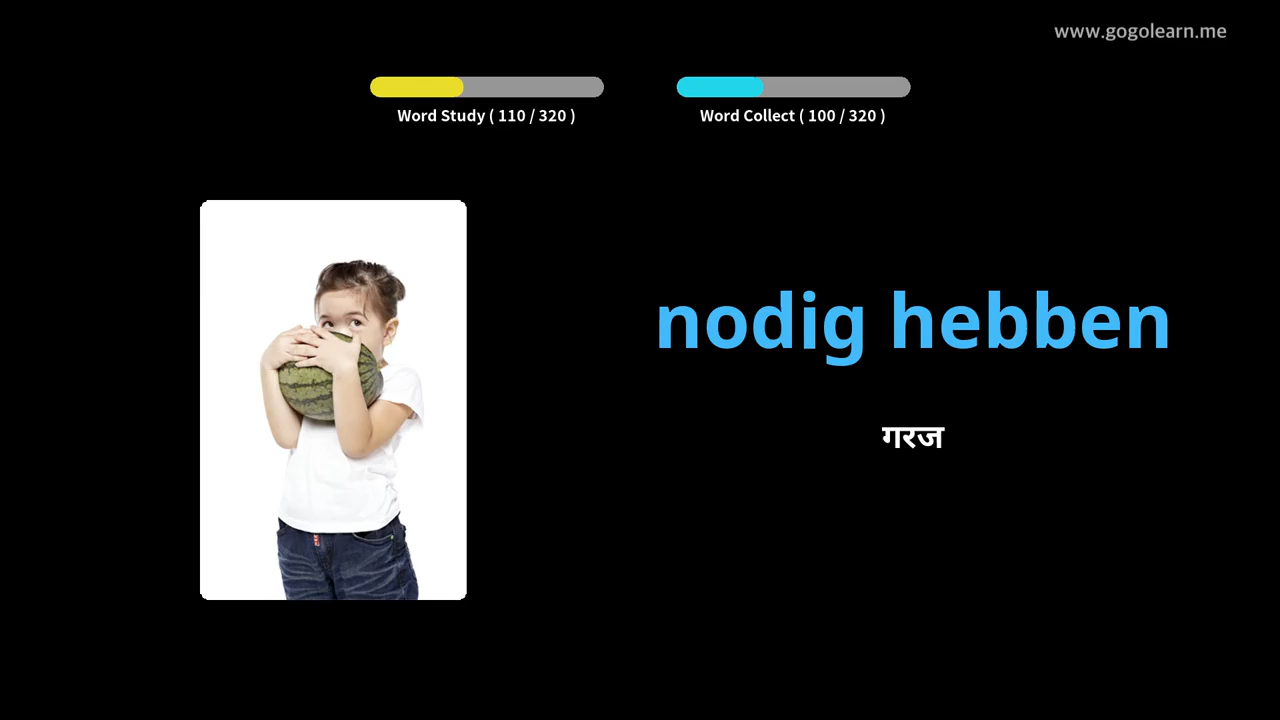 www.gogolearn.me
Word Study ( 110 / 320 )
Word Collect ( 100 / 320 )
nodig hebben
गरज